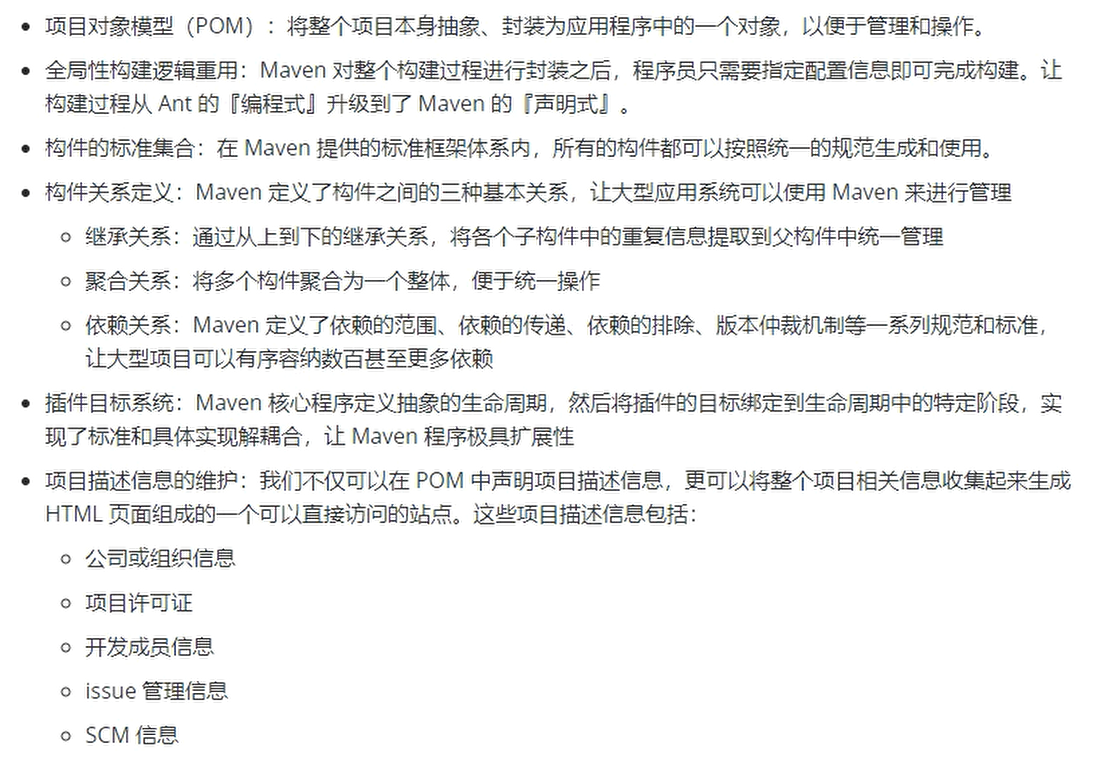 项目对象模型（POM）：将整个项目本身抽象、封装为应用程序中的一个对象，以便于管理和操作。
全局性构建逻辑重用：Maven 对整个构建过程进行封装之后，程序员只需要指定配置信息即可完成构建。让
构建过程从 Ant 的『编程式』升级到了 Maven 的『声明式』。
构件的标准集合：在 Maven 提供的标准框架体系内，所有的构件都可以按照统一的规范生成和使用。
构件关系定义：Maven 定义了构件之间的三种基本关系，让大型应用系统可以使用 Maven 来进行管理
继承关系：通过从上到下的继承关系，将各个子构件中的重复信息提取到父构件中统一管理
聚合关系：将多个构件聚合为一个整体，便于统一操作
依赖关系：Maven 定义了依赖的范围、依赖的传递、依赖的排除、版本仲裁机制等一系列规范和标准，
让大型项目可以有序容纳数百甚至更多依赖
插件目标系统：Maven 核心程序定义抽象的生命周期，然后将插件的目标绑定到生命周期中的特定阶段，实
现了标准和具体实现解耦合，让 Maven 程序极具扩展性
项目描述信息的维护：我们不仅可以在 POM 中声明项目描述信息，更可以将整个项目相关信息收集起来生成
HTML 页面组成的一个可以直接访问的站点。这些项目描述信息包括：
公司或组织信息
项目许可证
开发成员信息
issue 管理信息
SCM 信息